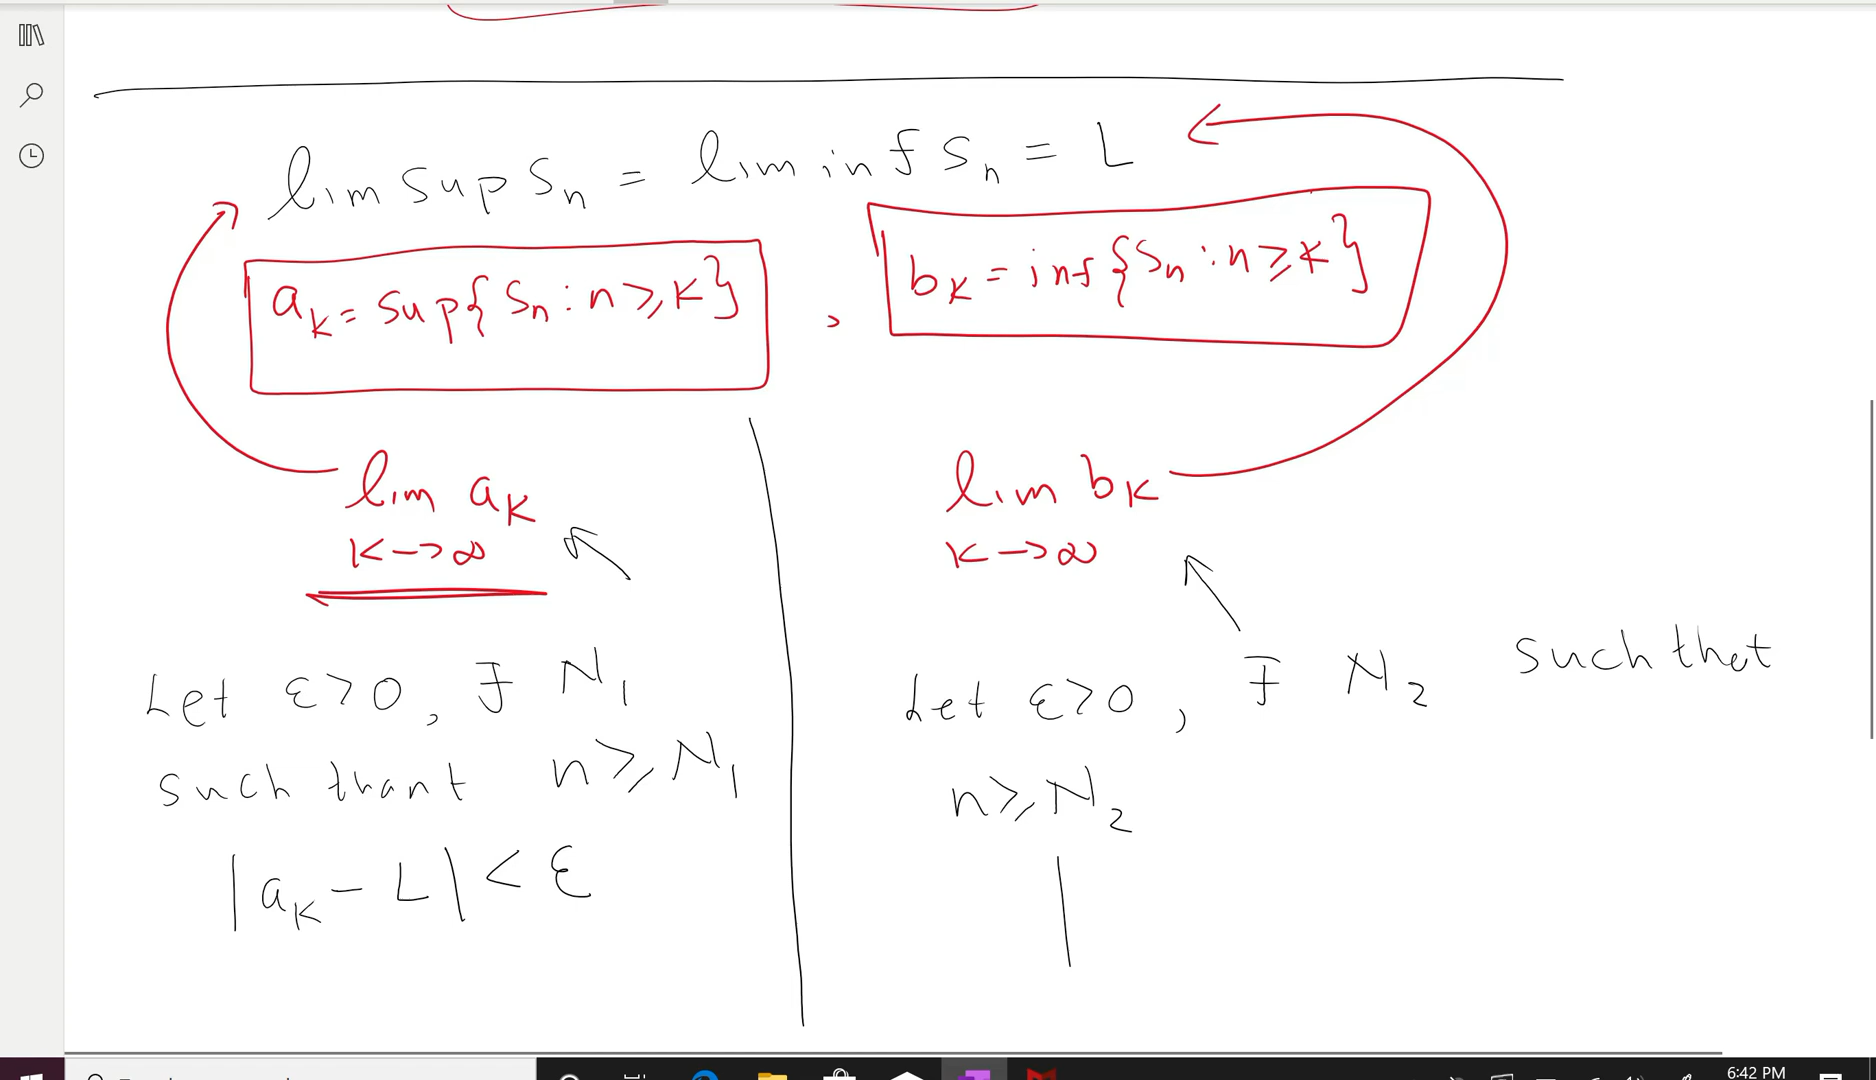 lim sup Sn = lim inf Sn = L
aK = sup{Sn : n ≥ K} , bK = inf{Sn : n ≥ K}
lim aK
K → ∞
lim bK
K → ∞
Let ε > 0, ∃ N1
such thant n ≥ N1
|aK − L| < ε
Let ε > 0, ∃ N2 such that
n ≥ N2
|
6:42 PM